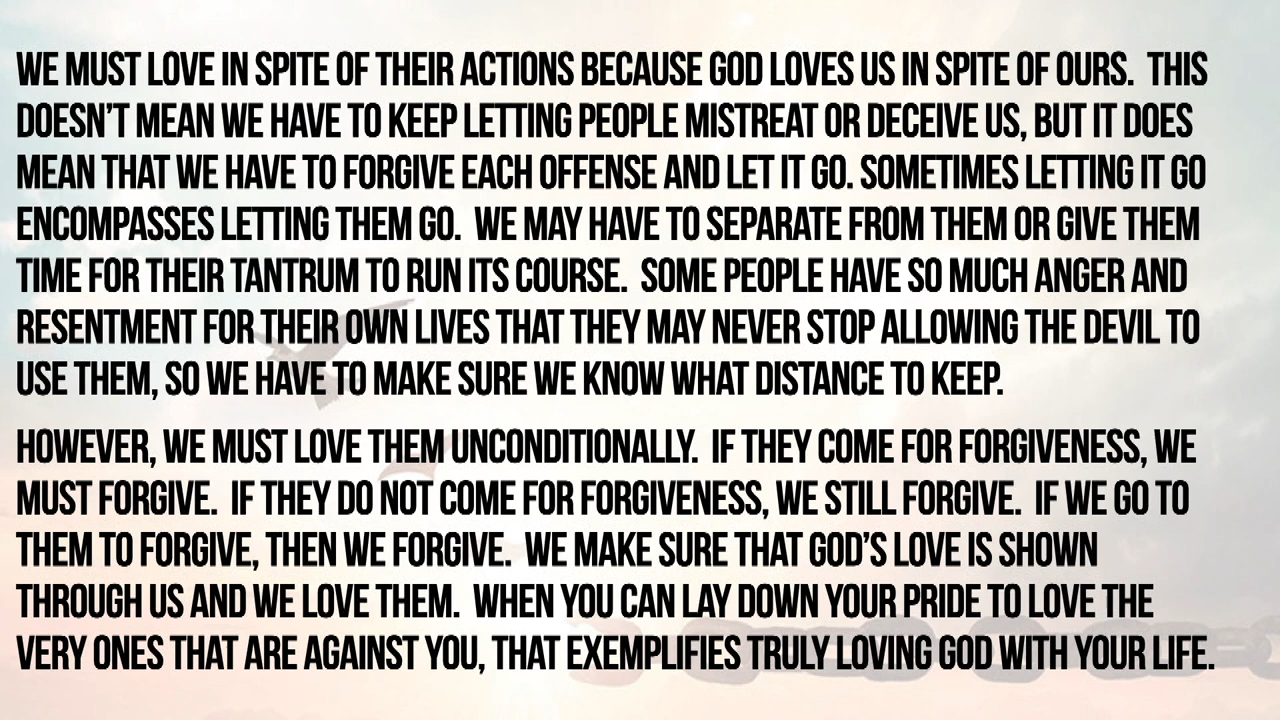 WE MUST LOVE IN SPITE OF THEIR ACTIONS BECAUSE GOD LOVES US IN SPITE OF OURS.  THIS
DOESN’T MEAN WE HAVE TO KEEP LETTING PEOPLE MISTREAT OR DECEIVE US, BUT IT DOES
MEAN THAT WE HAVE TO FORGIVE EACH OFFENSE AND LET IT GO. SOMETIMES LETTING IT GO
ENCOMPASSES LETTING THEM GO.  WE MAY HAVE TO SEPARATE FROM THEM OR GIVE THEM
TIME FOR THEIR TANTRUM TO RUN ITS COURSE.  SOME PEOPLE HAVE SO MUCH ANGER AND
RESENTMENT FOR THEIR OWN LIVES THAT THEY MAY NEVER STOP ALLOWING THE DEVIL TO
USE THEM, SO WE HAVE TO MAKE SURE WE KNOW WHAT DISTANCE TO KEEP.
HOWEVER, WE MUST LOVE THEM UNCONDITIONALLY.  IF THEY COME FOR FORGIVENESS, WE
MUST FORGIVE.  IF THEY DO NOT COME FOR FORGIVENESS, WE STILL FORGIVE.  IF WE GO TO
THEM TO FORGIVE, THEN WE FORGIVE.  WE MAKE SURE THAT GOD’S LOVE IS SHOWN
THROUGH US AND WE LOVE THEM.  WHEN YOU CAN LAY DOWN YOUR PRIDE TO LOVE THE
VERY ONES THAT ARE AGAINST YOU, THAT EXEMPLIFIES TRULY LOVING GOD WITH YOUR LIFE.